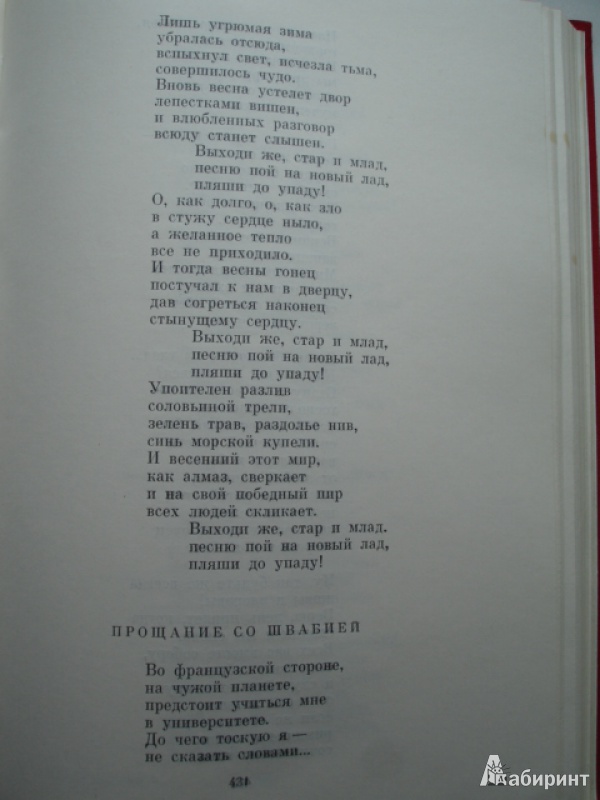 Лишь угрюмая зима
убралась отсюда,
вспыхнул свет, исчезла тьма,
совершилось чудо.
Вновь весна устелет двор
лепестками вишен,
и влюбленных разговор
всюду станет слышен.
Выходи же, стар и млад,
песню пой на новый лад,
пляши до упаду!
О, как долго, о, как зло
в стужу сердце ныло,
а желанное тепло
все не приходило.
И тогда весны гонец
постучал к нам в дверцу,
дав согреться наконец
стынущему сердцу.
Выходи же, стар и млад,
песню пой на новый лад,
пляши до упаду!
Упоителен разлив
соловьиной трели,
зелень трав, раздолье нив,
синь морской купели.
И весенний этот мир,
как алмаз, сверкает
и на свой победный пир
всех людей скликает.
Выходи же, стар и млад.
песню пой на новый лад,
пляши до упаду!
ПРОЩАНИЕ СО ШВАБИЕЙ
Во французской стороне,
на чужой планете,
предстоит учиться мне
в университете.
До чего тоскую я —
не сказать словами...
431
Лабиринт